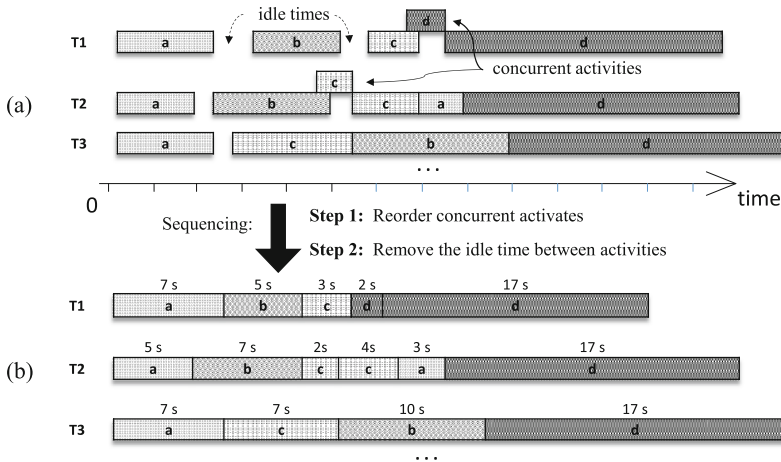 idle times
d
T1 a b c d
concurrent activities
c
(a)
T2 a b c a d
T3 a c b d
...
0 time
Sequencing:
Step 1: Reorder concurrent activates
Step 2: Remove the idle time between activities
7 s 5 s 3 s 2 s 17 s
T1 a b c d d
5 s 7 s 2s 4s 3 s 17 s
(b)
T2 a b c c a d
7 s 7 s 10 s 17 s
T3 a c b d
...